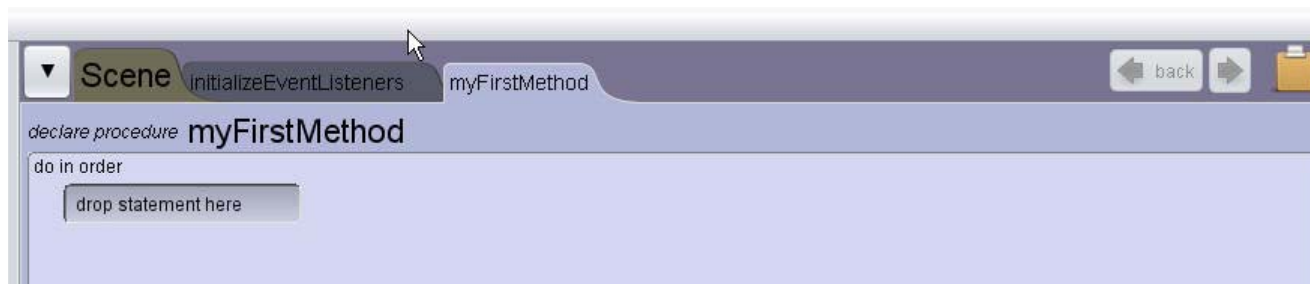 Scene initializeEventListeners myFirstMethod back
declare procedure myFirstMethod
do in order
drop statement here